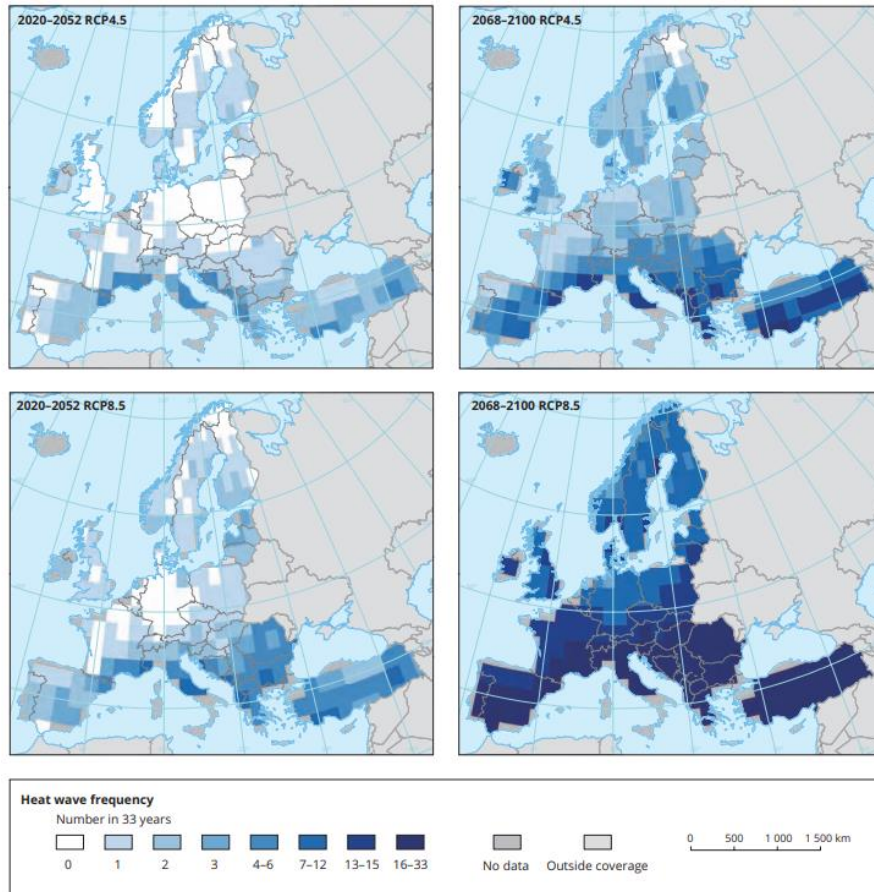 2020–2052 RCP4.5
2068–2100 RCP4.5
2020–2052 RCP8.5
2068–2100 RCP8.5
Heat wave frequency
Number in 33 years
0 1 2 3 4–6 7–12 13–15 16–33
No data Outside coverage
0 500 1 000 1 500 km